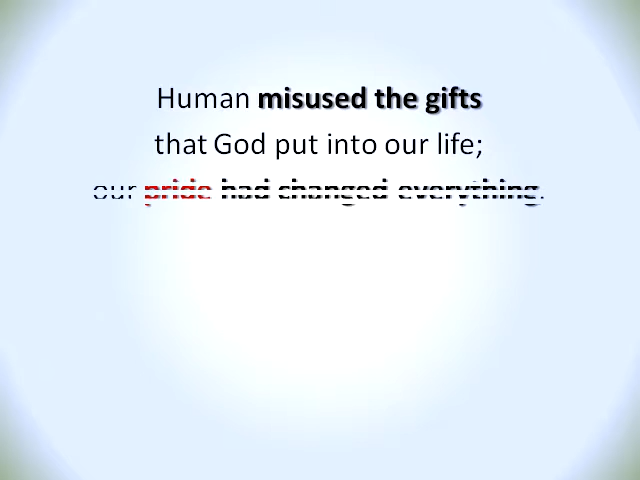 Human misused the gifts
that God put into our life;
our pride had changed everything.